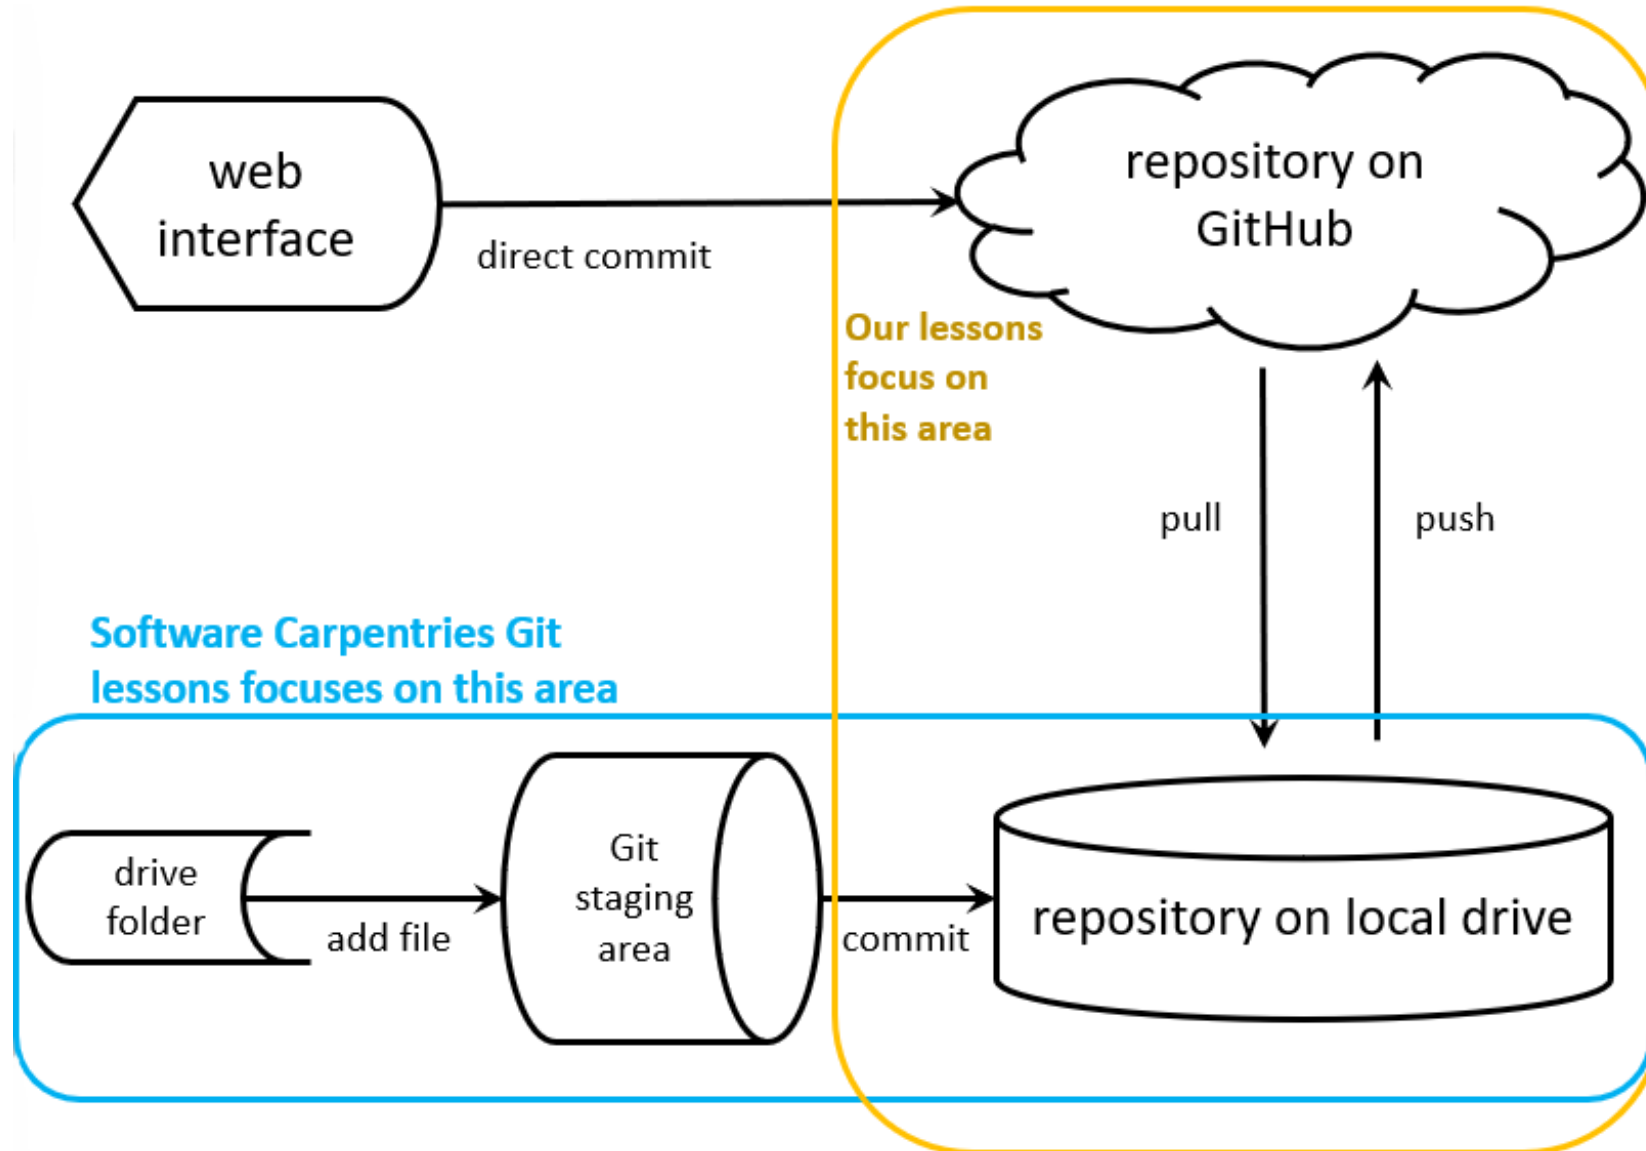 web
interface
direct commit
repository on
GitHub
Our lessons
focus on
this area
pull
push
Software Carpentries Git
lessons focuses on this area
drive
folder
add file
Git
staging
area
commit
repository on local drive